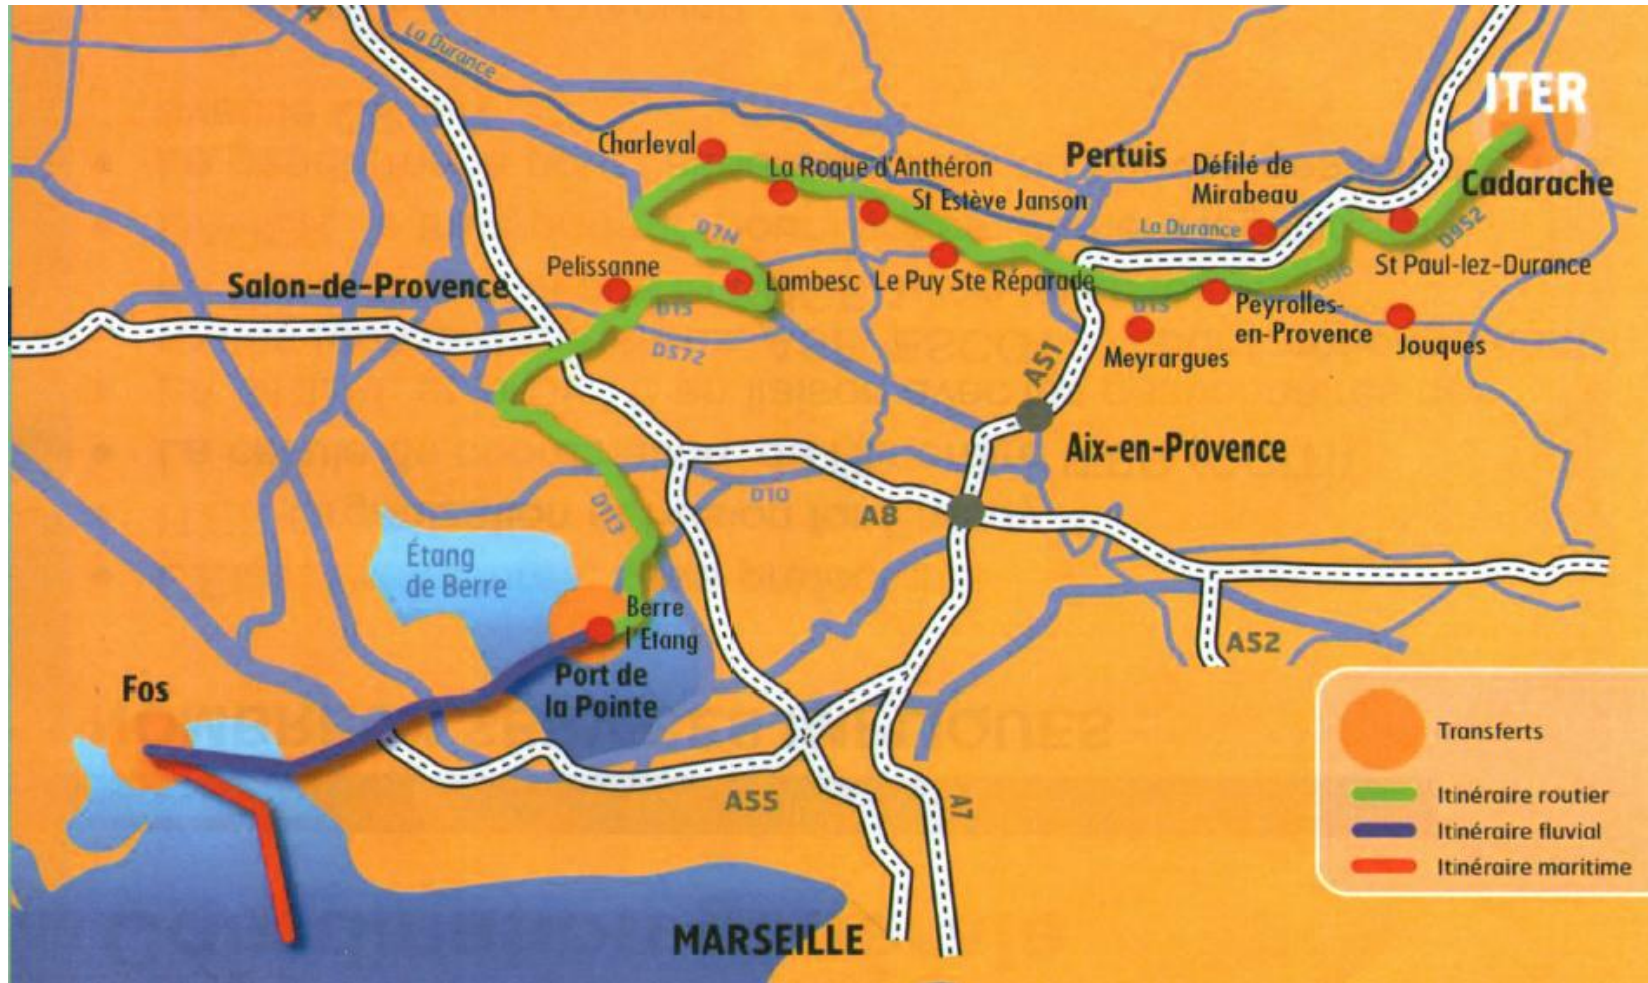 La Durance
ITER
Charleval
La Roque d'Anthéron
Pertuis
Défilé de
Mirabeau
Cadarache
St Estève Janson
La Durance
D7N
D952
Salon-de-Provence
Pelissanne
Lambesc
Le Puy Ste Réparade
St Paul-lez-Durance
D96
D15
D15
Peyrolles-
en-Provence
Jouques
Meyrargues
D572
A51
Aix-en-Provence
D10
D113
A8
Étang
de Berre
Berre
l'Etang
A52
Port de
la Pointe
Fos
A55
A7
MARSEILLE
Transferts
Itinéraire routier
Itinéraire fluvial
Itinéraire maritime